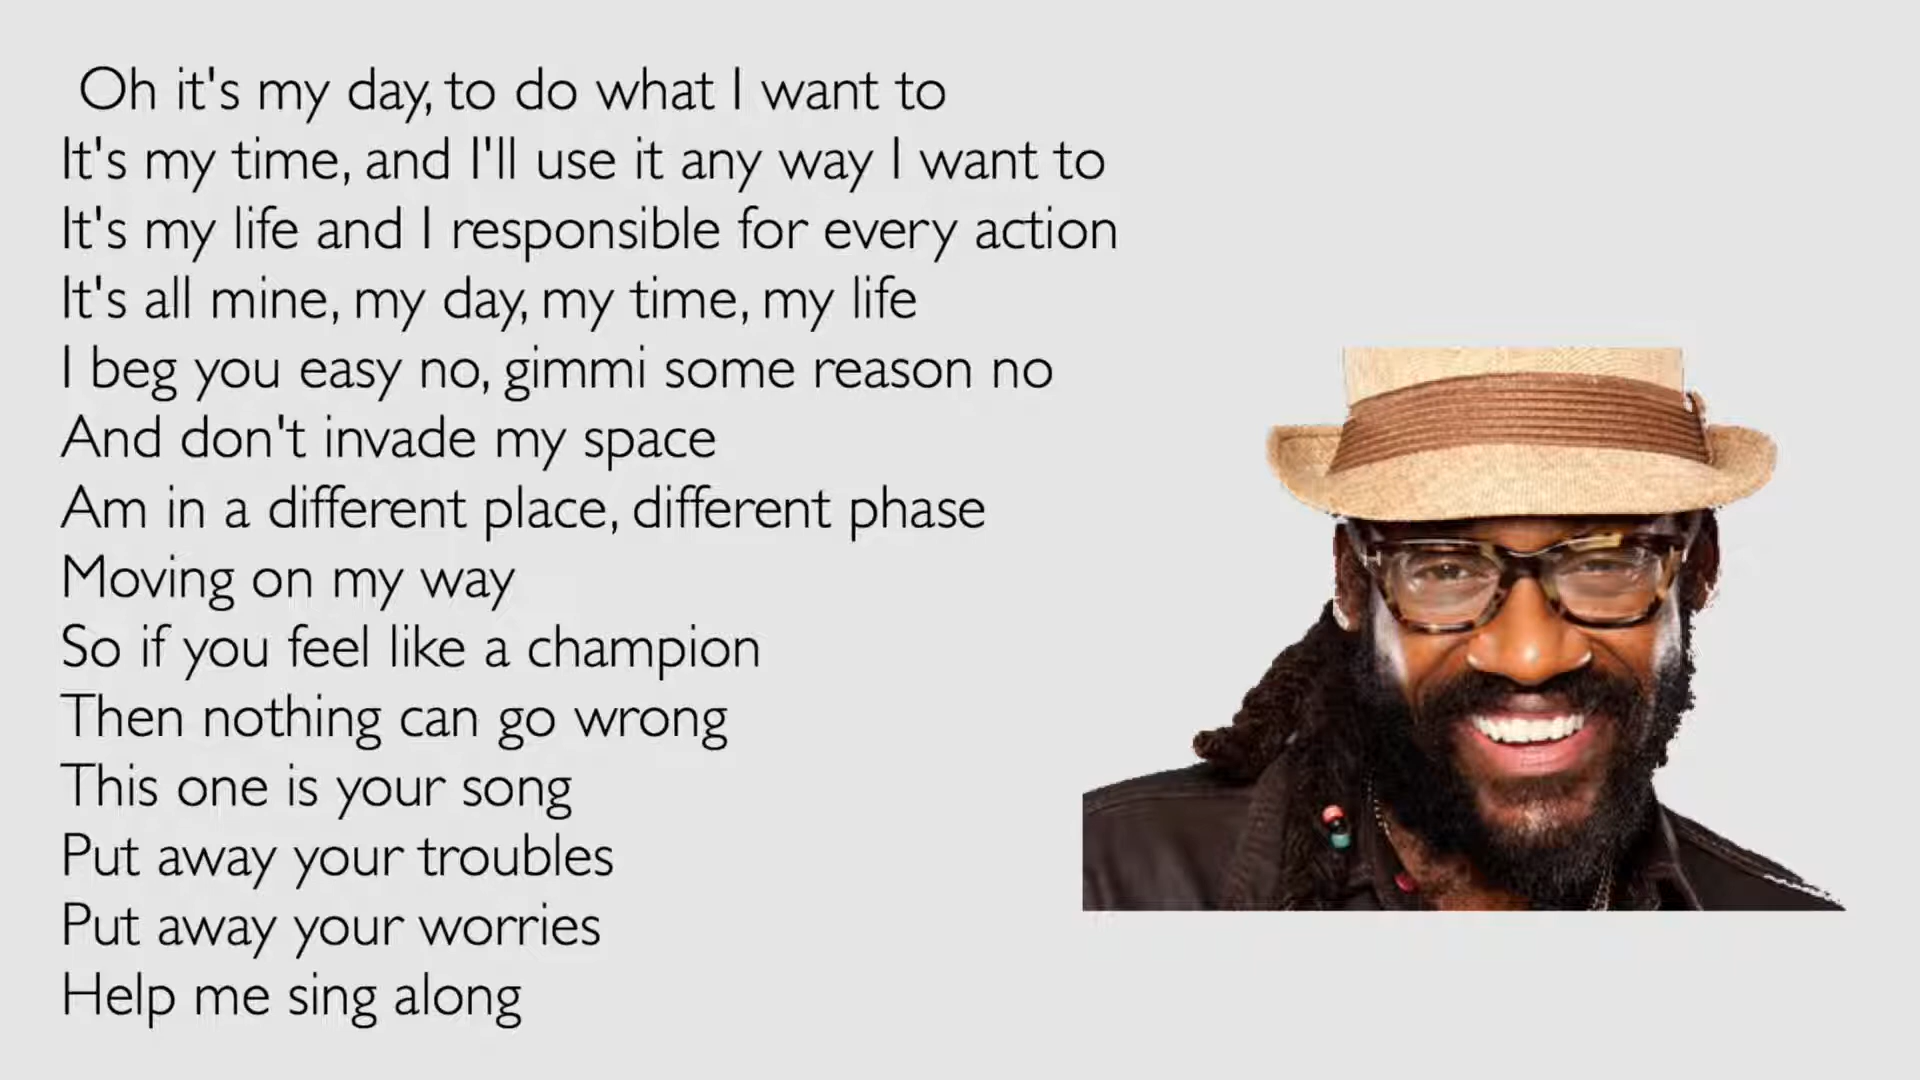 Oh it's my day, to do what I want to
It's my time, and I'll use it any way I want to
It's my life and I responsible for every action
It's all mine, my day, my time, my life
I beg you easy no, gimmi some reason no
And don't invade my space
Am in a different place, different phase
Moving on my way
So if you feel like a champion
Then nothing can go wrong
This one is your song
Put away your troubles
Put away your worries
Help me sing along